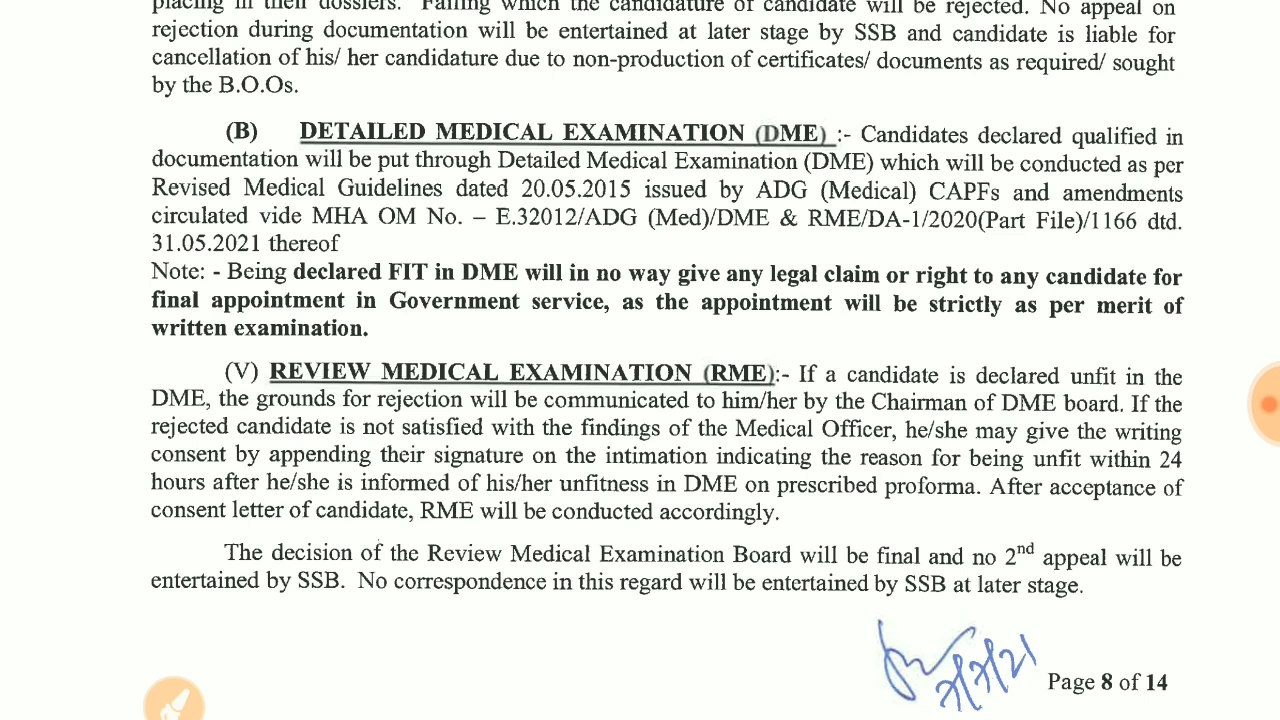 placing in their dossiers. Failing which the candidature of candidate will be rejected. No appeal on
rejection during documentation will be entertained at later stage by SSB and candidate is liable for
cancellation of his/ her candidature due to non-production of certificates/ documents as required/ sought
by the B.O.Os.
(B) DETAILED MEDICAL EXAMINATION (DME) :- Candidates declared qualified in
documentation will be put through Detailed Medical Examination (DME) which will be conducted as per
Revised Medical Guidelines dated 20.05.2015 issued by ADG (Medical) CAPFs and amendments
circulated vide MHA OM No. – E.32012/ADG (Med)/DME & RME/DA-1/2020(Part File)/1166 dtd.
31.05.2021 thereof
Note: - Being declared FIT in DME will in no way give any legal claim or right to any candidate for
final appointment in Government service, as the appointment will be strictly as per merit of
written examination.
(V) REVIEW MEDICAL EXAMINATION (RME):- If a candidate is declared unfit in the
DME, the grounds for rejection will be communicated to him/her by the Chairman of DME board. If the
rejected candidate is not satisfied with the findings of the Medical Officer, he/she may give the writing
consent by appending their signature on the intimation indicating the reason for being unfit within 24
hours after he/she is informed of his/her unfitness in DME on prescribed proforma. After acceptance of
consent letter of candidate, RME will be conducted accordingly.
The decision of the Review Medical Examination Board will be final and no 2nd appeal will be
entertained by SSB. No correspondence in this regard will be entertained by SSB at later stage.
7/7/21
Page 8 of 14